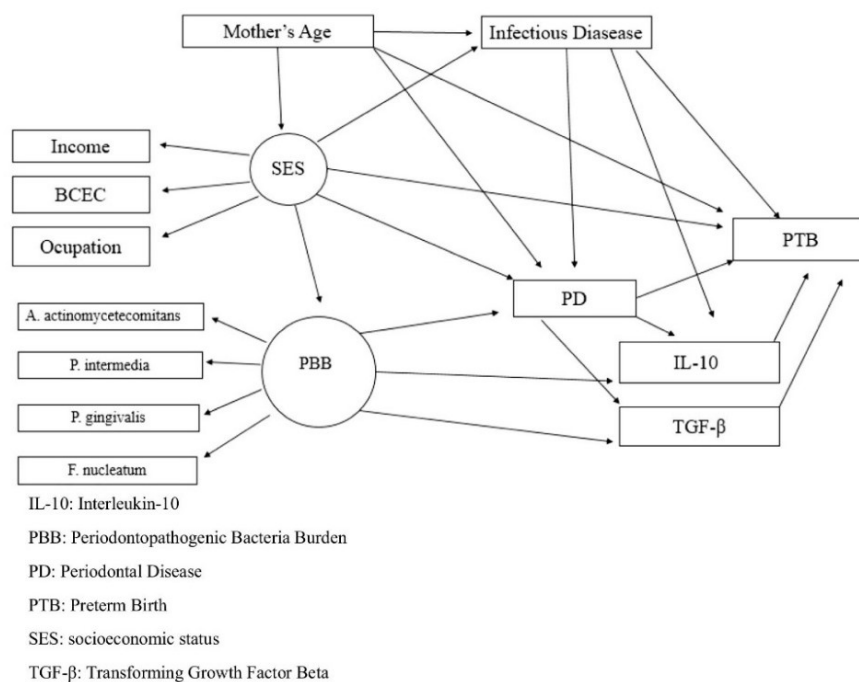 Mother's Age
Infectious Diasease
Income
SES
BCEC
Ocupation
PTB
PD
A. actinomycetecomitans
PBB
P. intermedia
IL-10
P. gingivalis
TGF-β
F. nucleatum
IL-10: Interleukin-10
PBB: Periodontopathogenic Bacteria Burden
PD: Periodontal Disease
PTB: Preterm Birth
SES: socioeconomic status
TGF-β: Transforming Growth Factor Beta